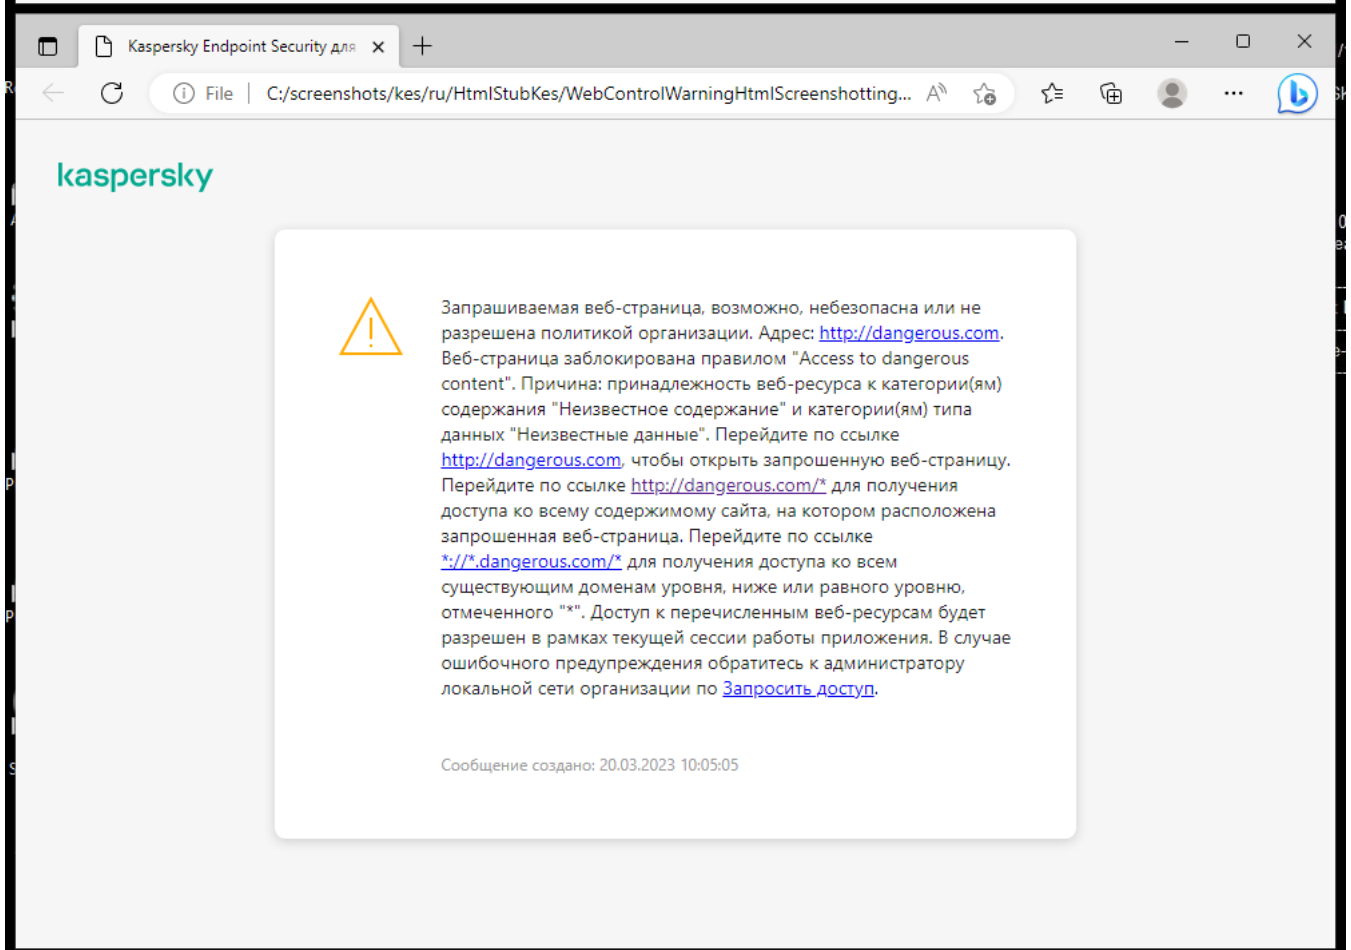 Kaspersky Endpoint Security для
File
C:/screenshots/kes/ru/HtmlStubKes/WebControlWarningHtmlScreenshotting...
kaspersky
Запрашиваемая веб-страница, возможно, небезопасна или не
разрешена политикой организации. Адрес: http://dangerous.com.
Веб-страница заблокирована правилом "Access to dangerous
content". Причина: принадлежность веб-ресурса к категории(ям)
содержания "Неизвестное содержание" и категории(ям) типа
данных "Неизвестные данные". Перейдите по ссылке
http://dangerous.com, чтобы открыть запрошенную веб-страницу.
Перейдите по ссылке http://dangerous.com/* для получения
доступа ко всему содержимому сайта, на котором расположена
запрошенная веб-страница. Перейдите по ссылке
*://*.dangerous.com/* для получения доступа ко всем
существующим доменам уровня, ниже или равного уровню,
отмеченного "*". Доступ к перечисленным веб-ресурсам будет
разрешен в рамках текущей сессии работы приложения. В случае
ошибочного предупреждения обратитесь к администратору
локальной сети организации по Запросить доступ.
Сообщение создано: 20.03.2023 10:05:05